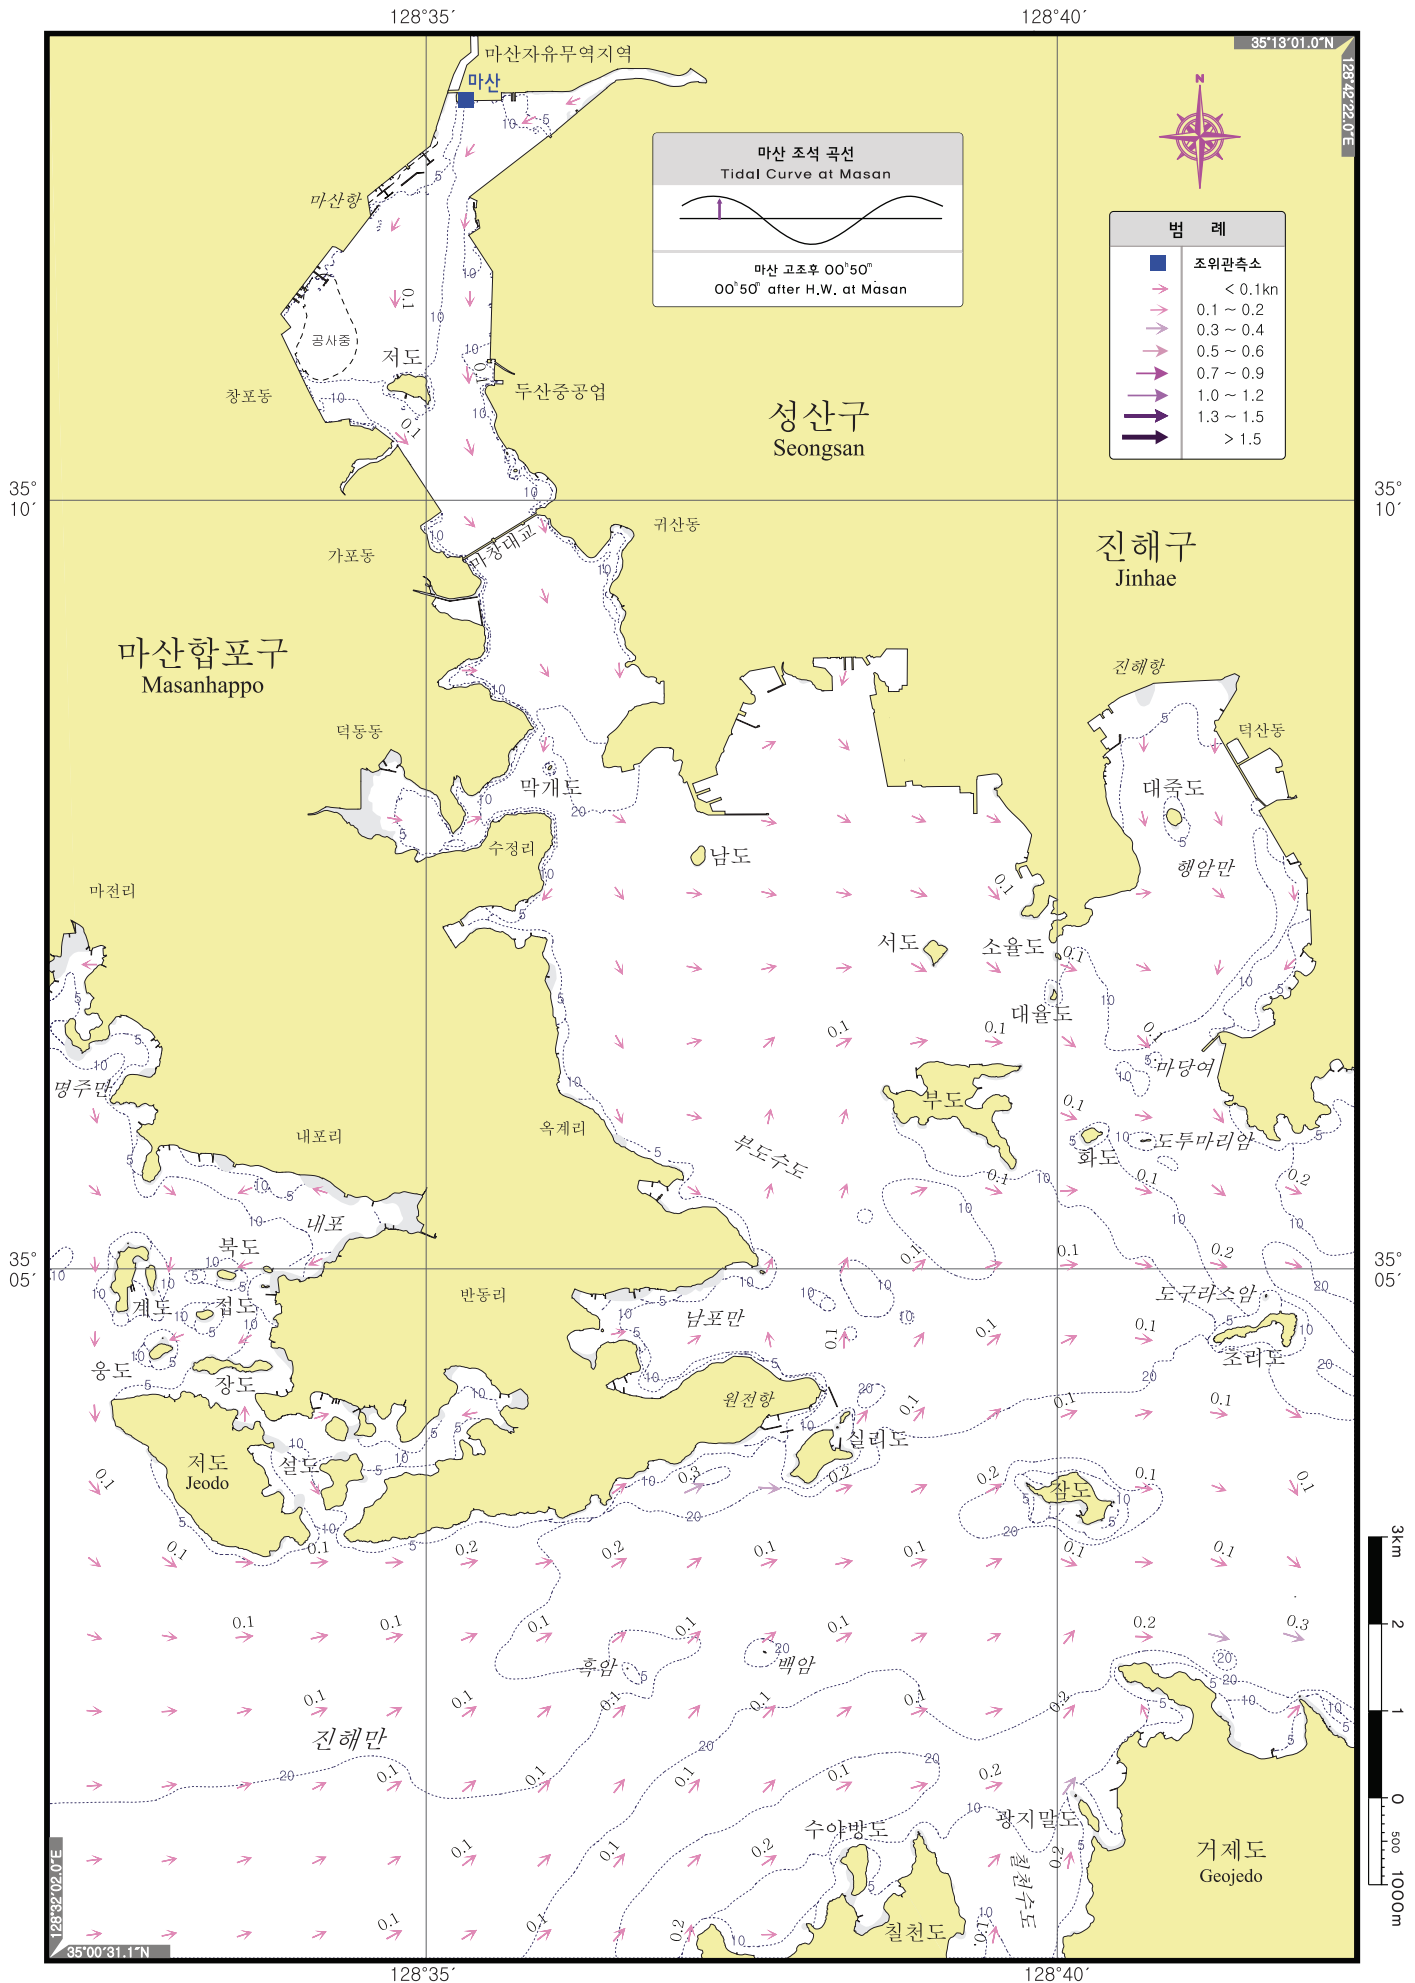 128°35′
128°40′
35°13′01.0″N
128°42′22.0″E
마산자유무역지역
마산
마산항
마산 조석 곡선
Tidal Curve at Masan
마산 고조후 00ʰ50ᵐ
00ʰ50ᵐ after H.W. at Masan
범 례
조위관측소
< 0.1kn
0.1 ~ 0.2
0.3 ~ 0.4
0.5 ~ 0.6
0.7 ~ 0.9
1.0 ~ 1.2
1.3 ~ 1.5
> 1.5
공사중
저도
창포동
두산중공업
성산구
Seongsan
35°
10′
35°
10′
귀산동
가포동
마창대교
진해구
Jinhae
마산합포구
Masanhappo
진해항
덕동동
덕산동
막개도
대죽도
수정리
남도
행암만
마전리
서도
소율도
대율도
명주만
마당여
부도
내포리
옥계리
부도수도
화도
도투마리암
내포
북도
35°
05′
35°
05′
계도
접도
반동리
남포만
도구라스암
조리도
웅도
장도
원전항
실리도
저도
Jeodo
설도
잠도
3km
2
1
0
500
1000m
흑암
백암
진해만
수야방도
광지말도
칠천수도
거제도
Geojedo
칠천도
128°32′02.0″E
35°00′31.1″N
128°35′
128°40′